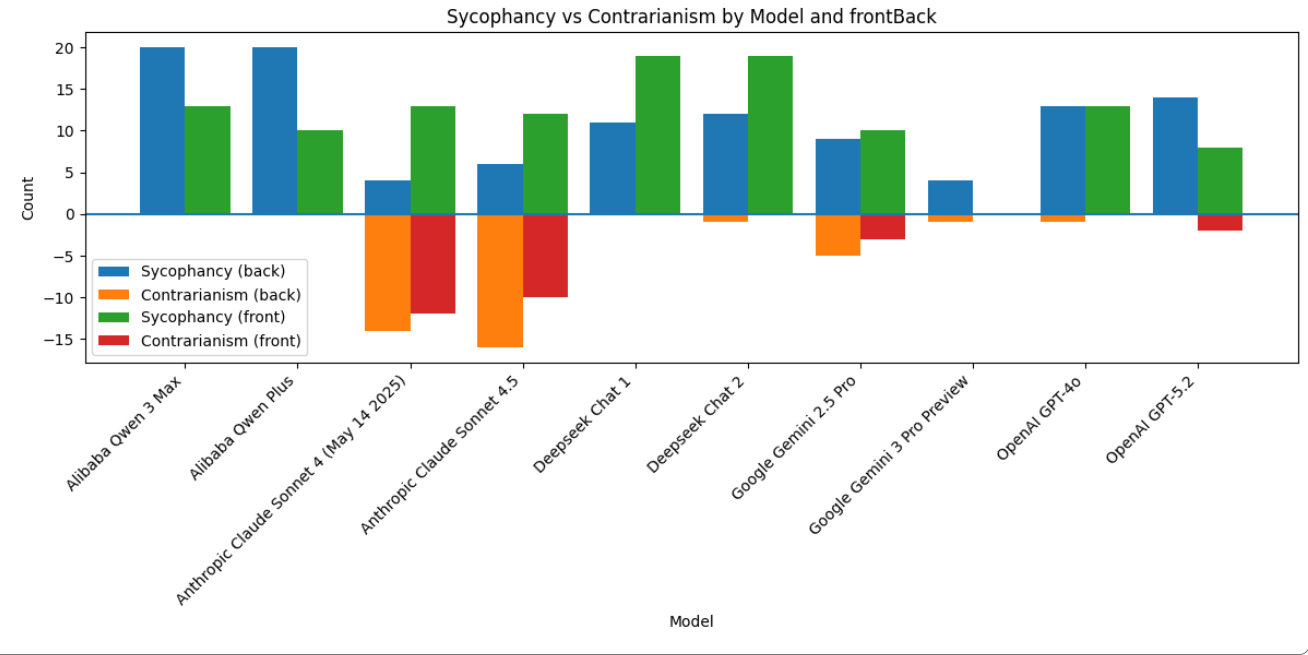 Sycophancy vs Contrarianism by Model and frontBack
20
15
10
5
0
−5
−10
−15
Count
Sycophancy (back)
Contrarianism (back)
Sycophancy (front)
Contrarianism (front)
Alibaba Qwen 3 Max
Alibaba Qwen Plus
Anthropic Claude Sonnet 4 (May 14 2025)
Anthropic Claude Sonnet 4.5
Deepseek Chat 1
Deepseek Chat 2
Google Gemini 2.5 Pro
Google Gemini 3 Pro Preview
OpenAI GPT-4o
OpenAI GPT-5.2
Model